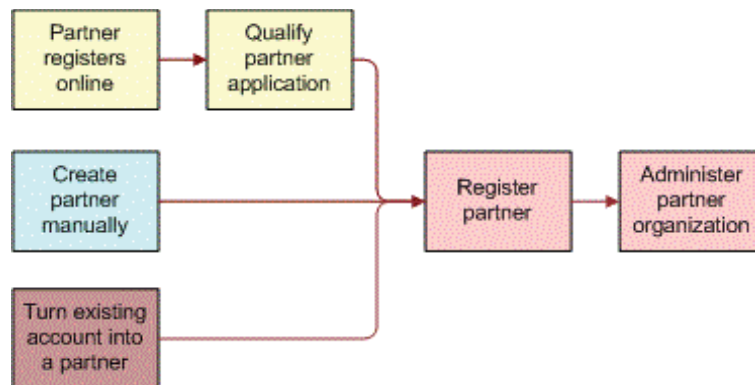 Partner
registers
online
Qualify
partner
application
Create
partner
manually
Register
partner
Administer
partner
organization
Turn existing
account into
a partner